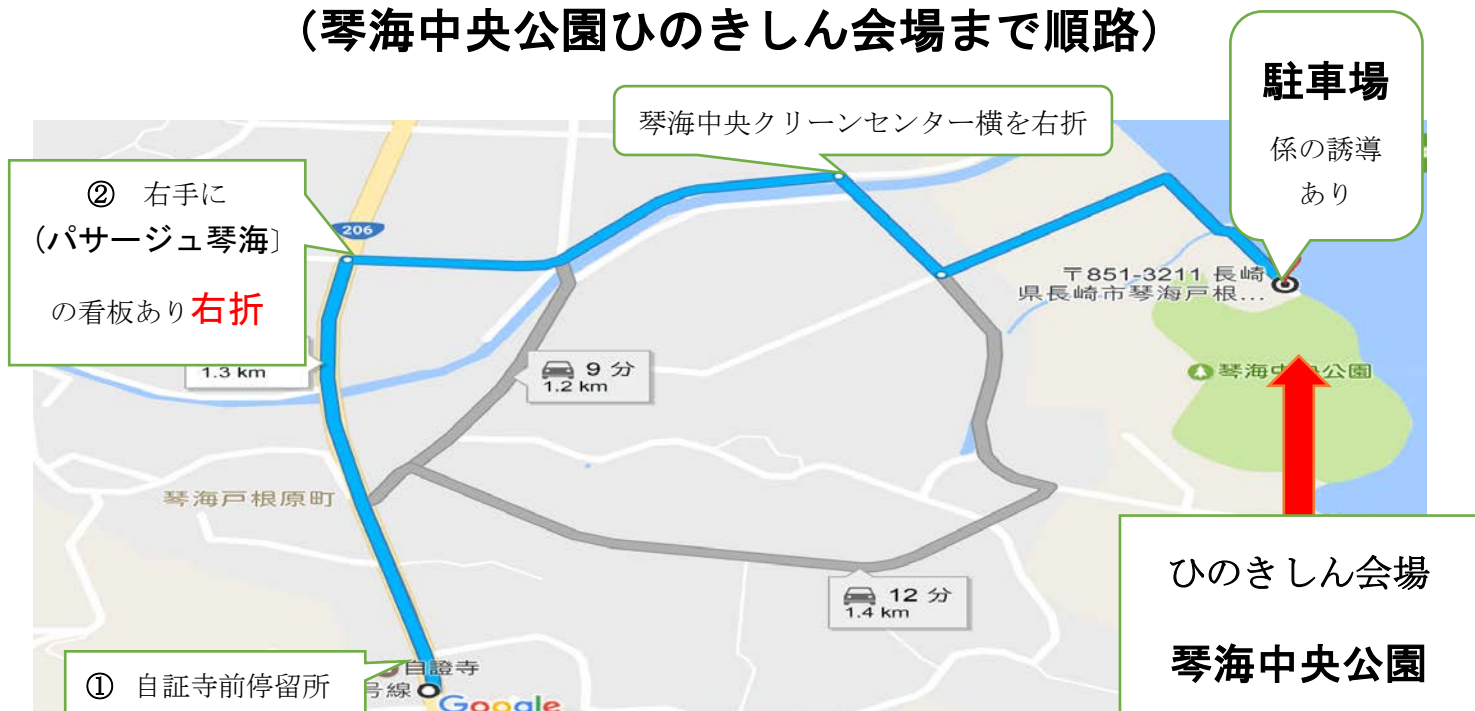 （琴海中央公園ひのきしん会場まで順路）
駐車場
係の誘導
あり
琴海中央クリーンセンター横を右折
② 右手に
（パサージュ琴海〕
の看板あり右折
206
〒851-3211 長崎
県長崎市琴海戸根...
1.3 km
9 分
1.2 km
琴海中央公園
琴海戸根原町
12 分
1.4 km
ひのきしん会場
琴海中央公園
自證寺
号線
① 自証寺前停留所
Google